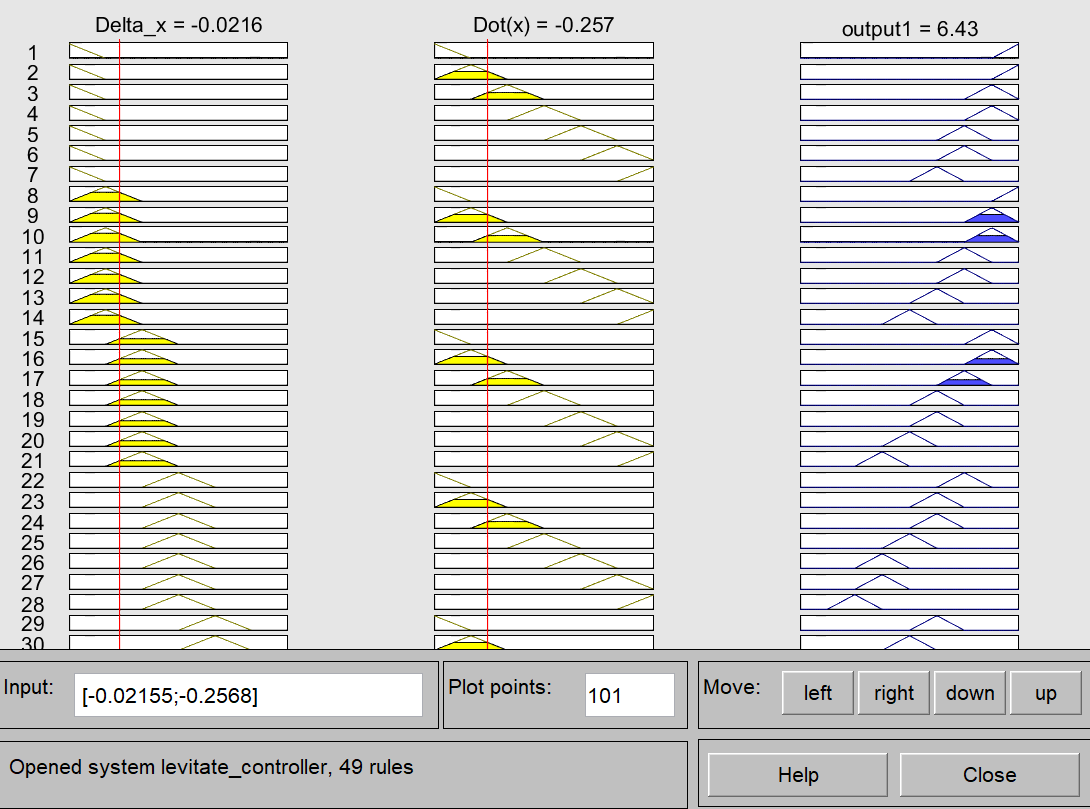 Delta_x = -0.0216
Dot(x) = -0.257
output1 = 6.43
1
2
3
4
5
6
7
8
9
10
11
12
13
14
15
16
17
18
19
20
21
22
23
24
25
26
27
28
29
30
Input:
[-0.02155;-0.2568]
Plot points:
101
Move:
left
right
down
up
Opened system levitate_controller, 49 rules
Help
Close